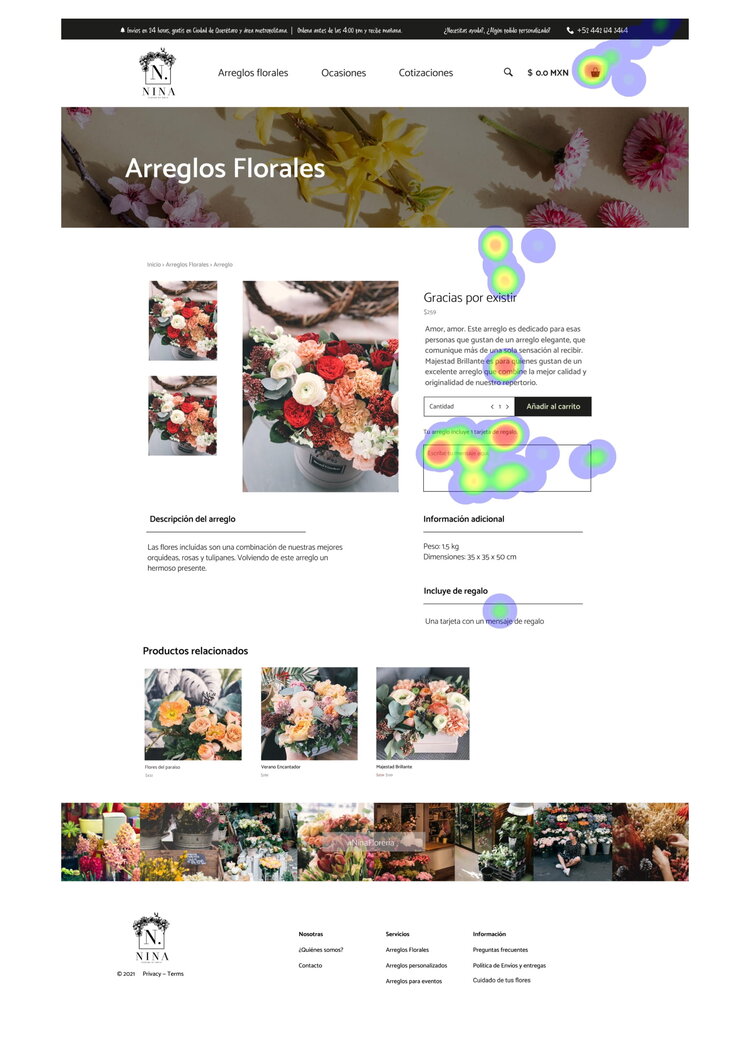 Envios en 24 horas, gratis en Ciudad de Querétaro y área metropolitana. | Ordena antes de las 4:00 pm y recibe mañana.
¿Necesitas ayuda?, ¿Algún pedido personalizado?
+52 442 124 3464
N.
NINA
Arreglos florales
Ocasiones
Cotizaciones
$ 0.0 MXN
Arreglos Florales
Inicio > Arreglos Florales > Arreglo
Gracias por existir
$259
Amor, amor. Este arreglo es dedicado para esas
personas que gustan de un arreglo elegante, que
comunique más de una sola sensación al recibir.
Majestad Brillante es para quienes gustan de un
excelente arreglo que combine la mejor calidad y
originalidad de nuestro repertorio.
Cantidad < 1 >
Añadir al carrito
Tu arreglo incluye 1 tarjeta de regalo.
Escribe tu mensaje aquí
Descripción del arreglo
Las flores incluídas son una combinación de nuestras mejores
orquideas, rosas y tulipanes. Volviendo de este arreglo un
hermoso presente.
Información adicional
Peso: 1.5 kg
Dimensiones: 35 x 35 x 50 cm
Incluye de regalo
Una tarjeta con un mensaje de regalo
Productos relacionados
Flores del paraíso
Verano Encantador
Majestad Brillante
#NinaFlorería
N.
NINA
© 2021 Privacy – Terms
Nosotras
¿Quiénes somos?
Contacto
Servicios
Arreglos Florales
Arreglos personalizados
Arreglos para eventos
Información
Preguntas frecuentes
Política de Envíos y entregas
Cuidado de tus flores